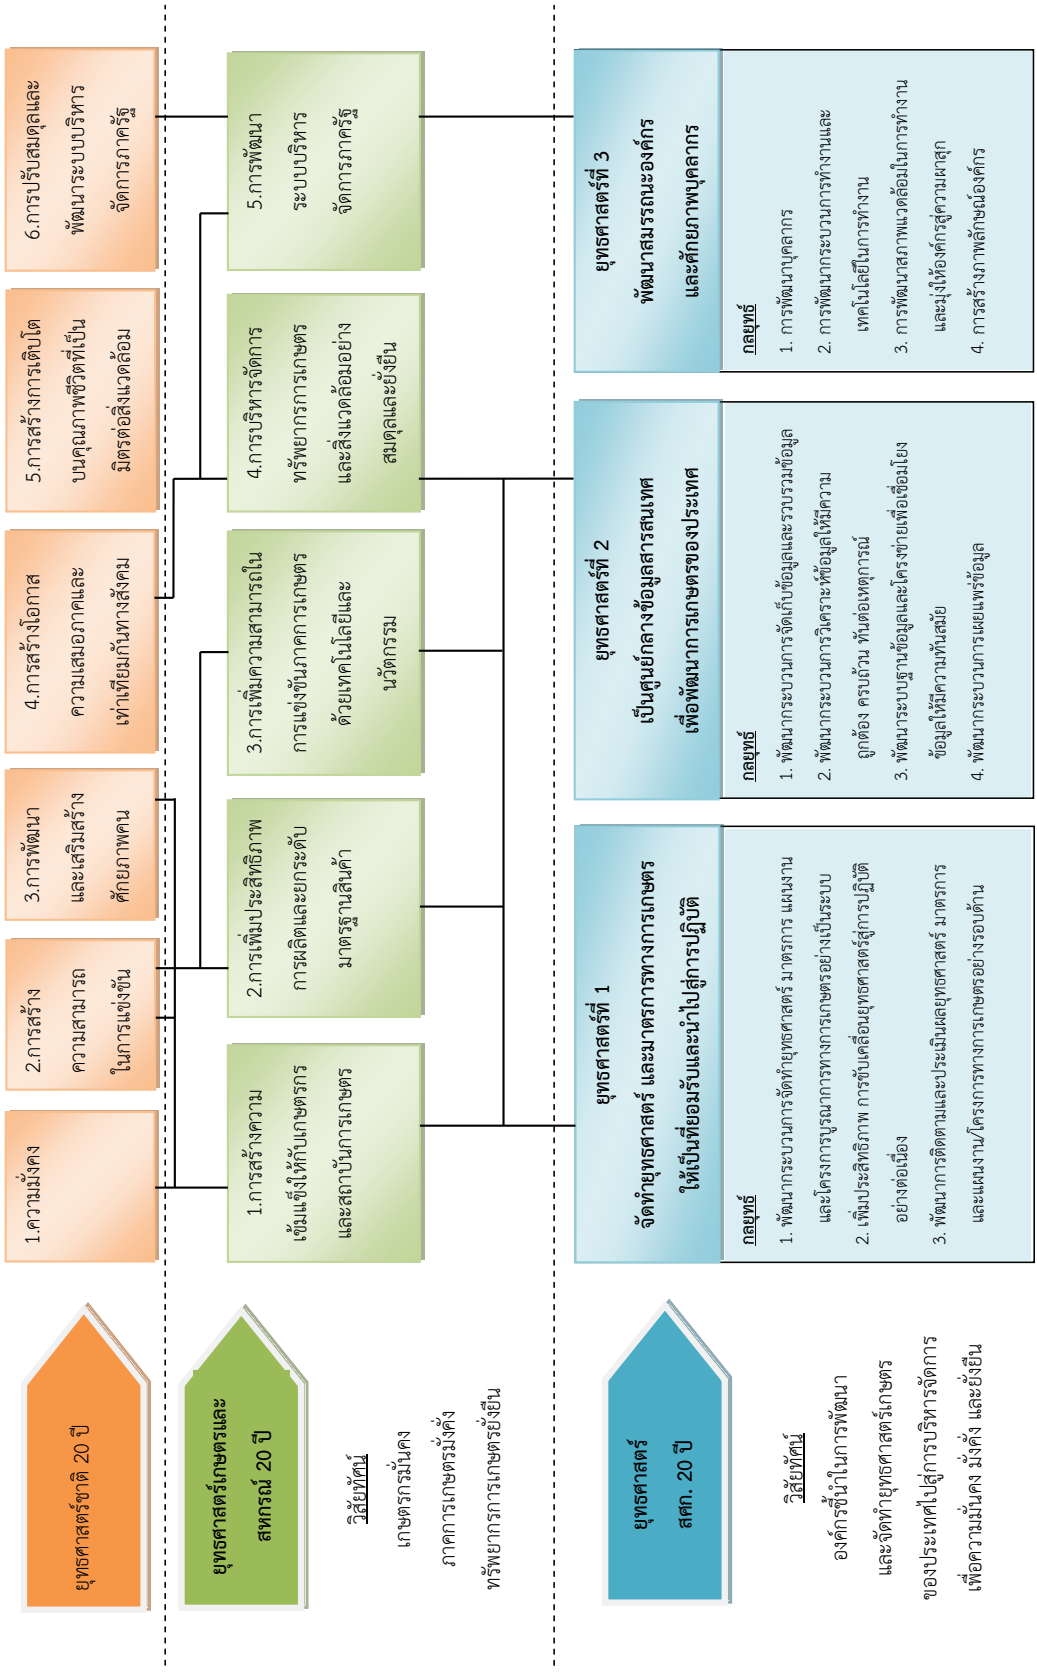 ยุทธศาสตร์ชาติ 20 ปี
1.ความมั่งคง
2.การสร้าง
ความสามารถ
ในการแข่งขัน
3.การพัฒนา
และเสริมสร้าง
ศักยภาพคน
4.การสร้างโอกาส
ความเสมอภาคและ
เท่าเทียมกันทางสังคม
5.การสร้างการเติบโต
บนคุณภาพชีวิตที่เป็น
มิตรต่อสิ่งแวดล้อม
6.การปรับสมดุลและ
พัฒนาระบบบริหาร
จัดการภาครัฐ
ยุทธศาสตร์เกษตรและ
สหกรณ์ 20 ปี
วิสัยทัศน์
เกษตรกรมั่นคง
ภาคการเกษตรมั่งคั่ง
ทรัพยากรการเกษตรยั่งยืน
1.การสร้างความ
เข้มแข็งให้กับเกษตรกร
และสถาบันการเกษตร
2.การเพิ่มประสิทธิภาพ
การผลิตและยกระดับ
มาตรฐานสินค้า
3.การเพิ่มความสามารถใน
การแข่งขันภาคการเกษตร
ด้วยเทคโนโลยีและ
นวัตกรรม
4.การบริหารจัดการ
ทรัพยากรการเกษตร
และสิ่งแวดล้อมอย่าง
สมดุลและยั่งยืน
5.การพัฒนา
ระบบบริหาร
จัดการภาครัฐ
ยุทธศาสตร์
สศก. 20 ปี
วิสัยทัศน์
องค์กรชี้นำในการพัฒนา
และจัดทำยุทธศาสตร์เกษตร
ของประเทศไปสู่การบริหารจัดการ
เพื่อความมั่นคง มั่งคั่ง และยั่งยืน
ยุทธศาสตร์ที่ 1
จัดทำยุทธศาสตร์ และมาตรการทางการเกษตร
ให้เป็นที่ยอมรับและนำไปสู่การปฏิบัติ
กลยุทธ์
1. พัฒนากระบวนการจัดทำยุทธศาสตร์ มาตรการ แผนงาน
และโครงการบูรณาการทางการเกษตรอย่างเป็นระบบ
2. เพิ่มประสิทธิภาพ การขับเคลื่อนยุทธศาสตร์สู่การปฏิบัติ
อย่างต่อเนื่อง
3. พัฒนาการติดตามและประเมินผลยุทธศาสตร์ มาตรการ
และแผนงาน/โครงการทางการเกษตรอย่างรอบด้าน
ยุทธศาสตร์ที่ 2
เป็นศูนย์กลางข้อมูลสารสนเทศ
เพื่อพัฒนาการเกษตรของประเทศ
กลยุทธ์
1. พัฒนากระบวนการจัดเก็บข้อมูลและรวบรวมข้อมูล
2. พัฒนากระบวนการวิเคราะห์ข้อมูลให้มีความ
ถูกต้อง ครบถ้วน ทันต่อเหตุการณ์
3. พัฒนาระบบฐานข้อมูลและโครงข่ายเพื่อเชื่อมโยง
ข้อมูลให้มีความทันสมัย
4. พัฒนากระบวนการเผยแพร่ข้อมูล
ยุทธศาสตร์ที่ 3
พัฒนาสมรรถนะองค์กร
และศักยภาพบุคลากร
กลยุทธ์
1. การพัฒนาบุคลากร
2. การพัฒนากระบวนการทำงานและ
เทคโนโลยีในการทำงาน
3. การพัฒนาสภาพแวดล้อมในการทำงาน
และมุ่งให้องค์กรสู่ความผาสุก
4. การสร้างภาพลักษณ์องค์กร